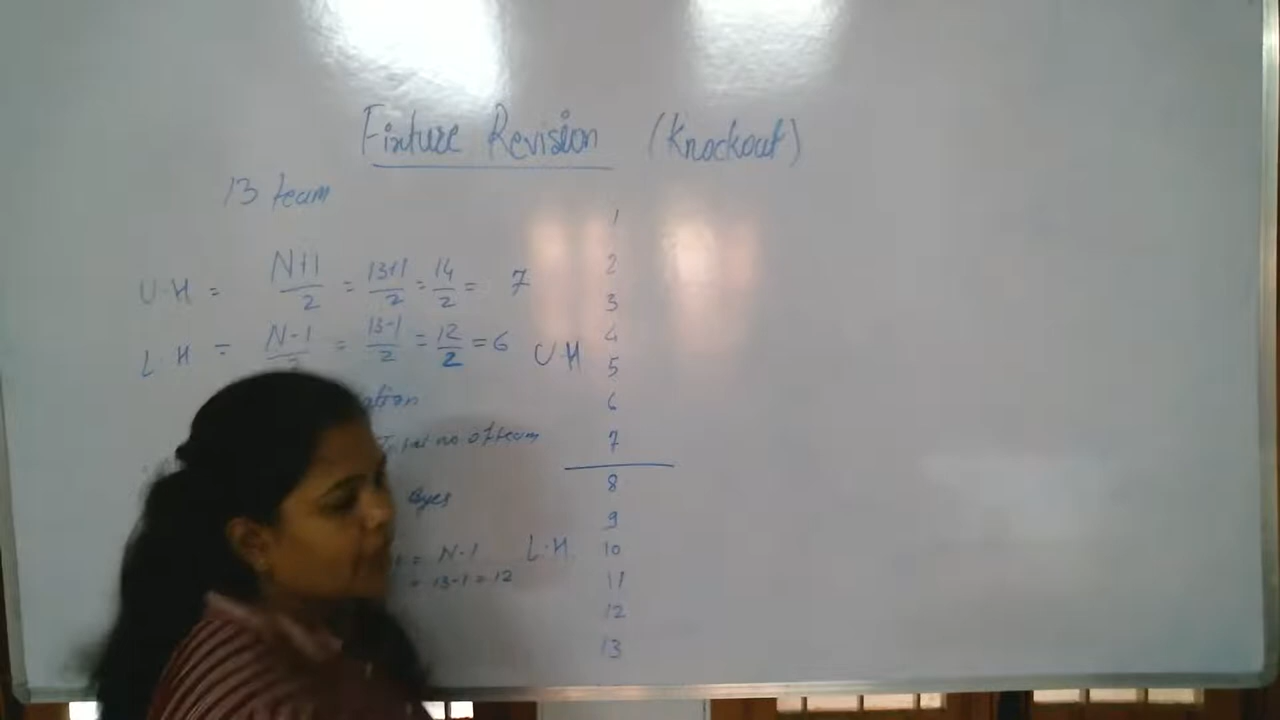 Fixture Revision (Knockout)
13 team
U·H = N+1/2 = 13+1/2 = 14/2 = 7
L·H = N-1/2 = 13-1/2 = 12/2 = 6
no of team
Byes
= N-1
= 13-1 = 12
U·H
L·H.
1
2
3
4
5
6
7
8
9
10
11
12
13